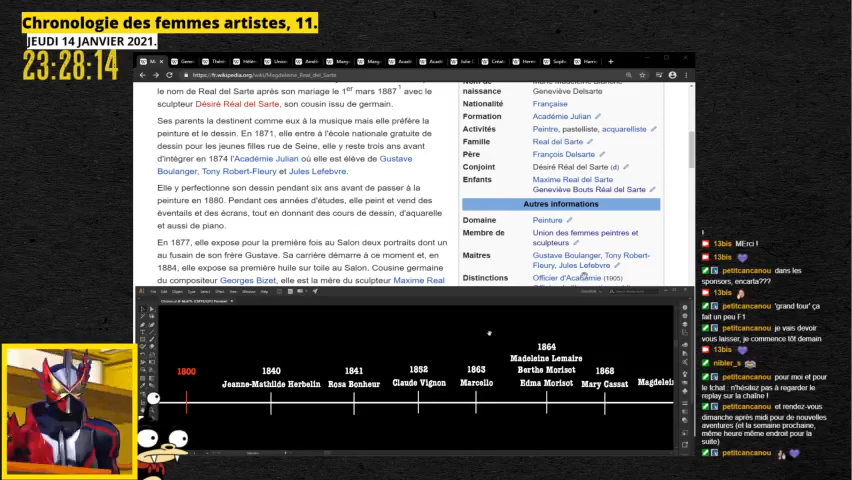 Chronologie des femmes artistes, 11.
JEUDI 14 JANVIER 2021.
23:28:14
https://fr.wikipedia.org/wiki/Magdeleine_Real_del_Sarte
le nom de Real del Sarte après son mariage le 1er mars 1887 1 avec le
sculpteur Désiré Réal del Sarte, son cousin issu de germain.
Ses parents la destinent comme eux à la musique mais elle préfère la
peinture et le dessin. En 1871, elle entre à l'école nationale gratuite de
dessin pour les jeunes filles rue de Seine, elle y reste trois ans avant
d'intégrer en 1874 l'Académie Julian où elle est élève de Gustave
Boulanger, Tony Robert-Fleury et Jules Lefebvre.
Elle y perfectionne son dessin pendant six ans avant de passer à la
peinture en 1880. Pendant ces années d'études, elle peint et vend des
éventails et des écrans, tout en donnant des cours de dessin, d'aquarelle
et aussi de piano.
En 1877, elle expose pour la première fois au Salon deux portraits dont un
au fusain de son frère Gustave. Sa carrière démarre à ce moment et, en
1884, elle expose sa première huile sur toile au Salon. Cousine germaine
du compositeur Georges Bizet, elle est la mère du sculpteur Maxime Real
naissance Geneviève Delsarte
Nationalité Française
Formation Académie Julian
Activités Peintre, pastelliste, acquarelliste
Famille Real del Sarte
Père François Delsarte
Conjoint Désiré Réal del Sarte (d)
Enfants Maxime Real del Sarte
Geneviève Bouts Réal del Sarte
Autres informations
Domaine Peinture
Membre de Union des femmes peintres et
sculpteurs
Maîtres Gustave Boulanger, Tony Robert-
Fleury, Jules Lefebvre
Distinctions Officier d'Académie (1905)
1800
1840
Jeanne-Mathilde Herbelin
1841
Rosa Bonheur
1852
Claude Vignon
1863
Marcello
1864
Madeleine Lemaire
Berthe Morisot
Edma Morisot
1868
Mary Cassat
Magdelein
!
13bis MErci !
13bis
petitcancanou dans les
sponsors, encarta???
13bis
petitcancanou 'grand tour' ça
fait un peu F1
petitcancanou je vais devoir
vous laisser, je commence tôt demain
13bis
nibler_s
petitcancanou pour moi et pour
le tchat : n'hésitez pas à regarder le
replay sur la chaîne !
petitcancanou et rendez-vous
dimanche après midi pour de nouvelles
aventures (et la semaine prochaine,
même heure même endroit pour la
suite)
petitcancanou